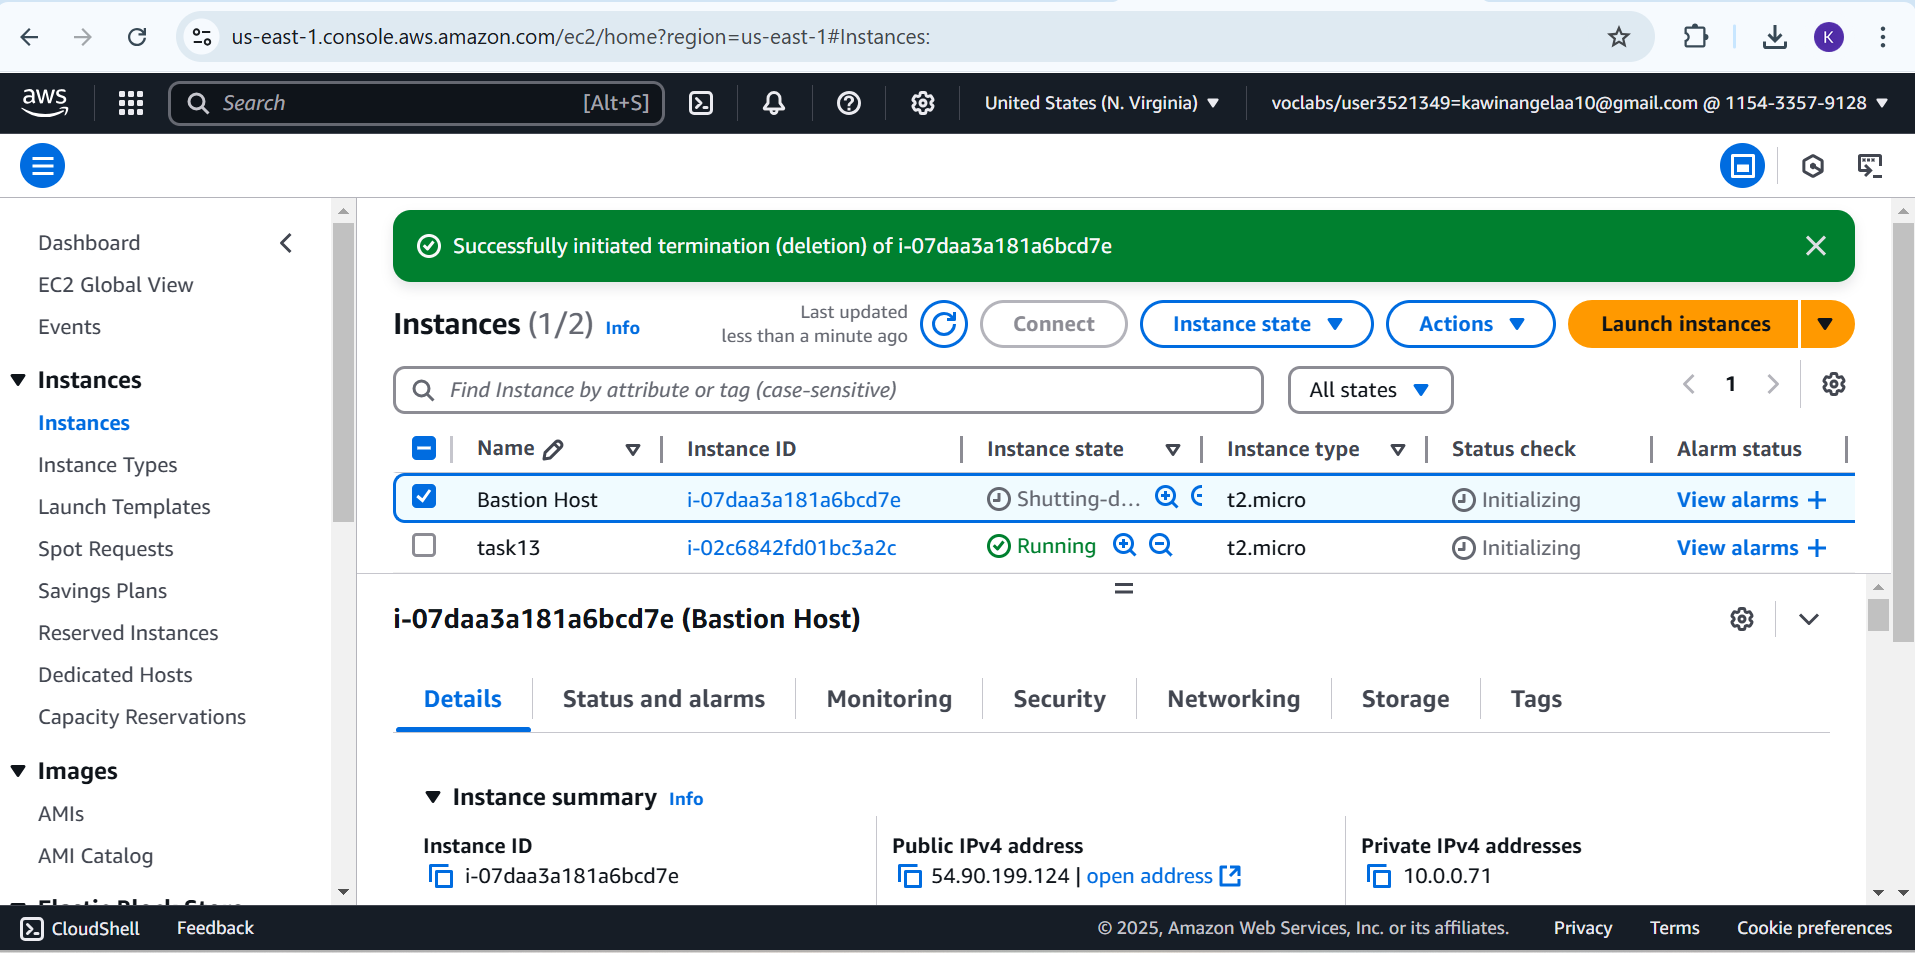 us-east-1.console.aws.amazon.com/ec2/home?region=us-east-1#Instances:
K
aws
Search [Alt+S]
United States (N. Virginia)
voclabs/user3521349=kawinangelaa10@gmail.com @ 1154-3357-9128
Dashboard
EC2 Global View
Events
Instances
Instances
Instance Types
Launch Templates
Spot Requests
Savings Plans
Reserved Instances
Dedicated Hosts
Capacity Reservations
Images
AMIs
AMI Catalog
Elastic Block Store
Successfully initiated termination (deletion) of i-07daa3a181a6bcd7e
Instances (1/2) Info
Last updated
less than a minute ago
Connect
Instance state
Actions
Launch instances
Find Instance by attribute or tag (case-sensitive)
All states
1
Name Instance ID Instance state Instance type Status check Alarm status
Bastion Host i-07daa3a181a6bcd7e Shutting-d... t2.micro Initializing View alarms +
task13 i-02c6842fd01bc3a2c Running t2.micro Initializing View alarms +
i-07daa3a181a6bcd7e (Bastion Host)
Details Status and alarms Monitoring Security Networking Storage Tags
Instance summary Info
Instance ID
i-07daa3a181a6bcd7e
Public IPv4 address
54.90.199.124 | open address
Private IPv4 addresses
10.0.0.71
CloudShell Feedback © 2025, Amazon Web Services, Inc. or its affiliates. Privacy Terms Cookie preferences